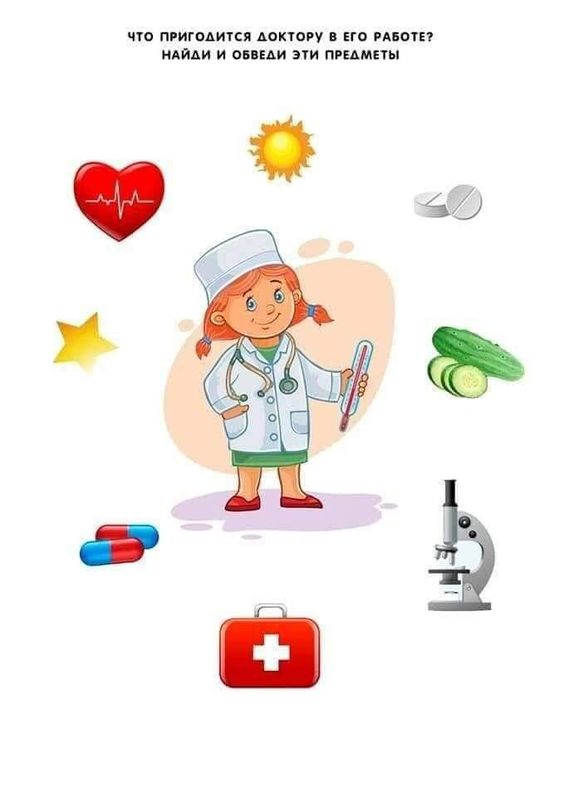 ЧТО ПРИГОДИТСЯ ДОКТОРУ В ЕГО РАБОТЕ?
НАЙДИ И ОБВЕДИ ЭТИ ПРЕДМЕТЫ